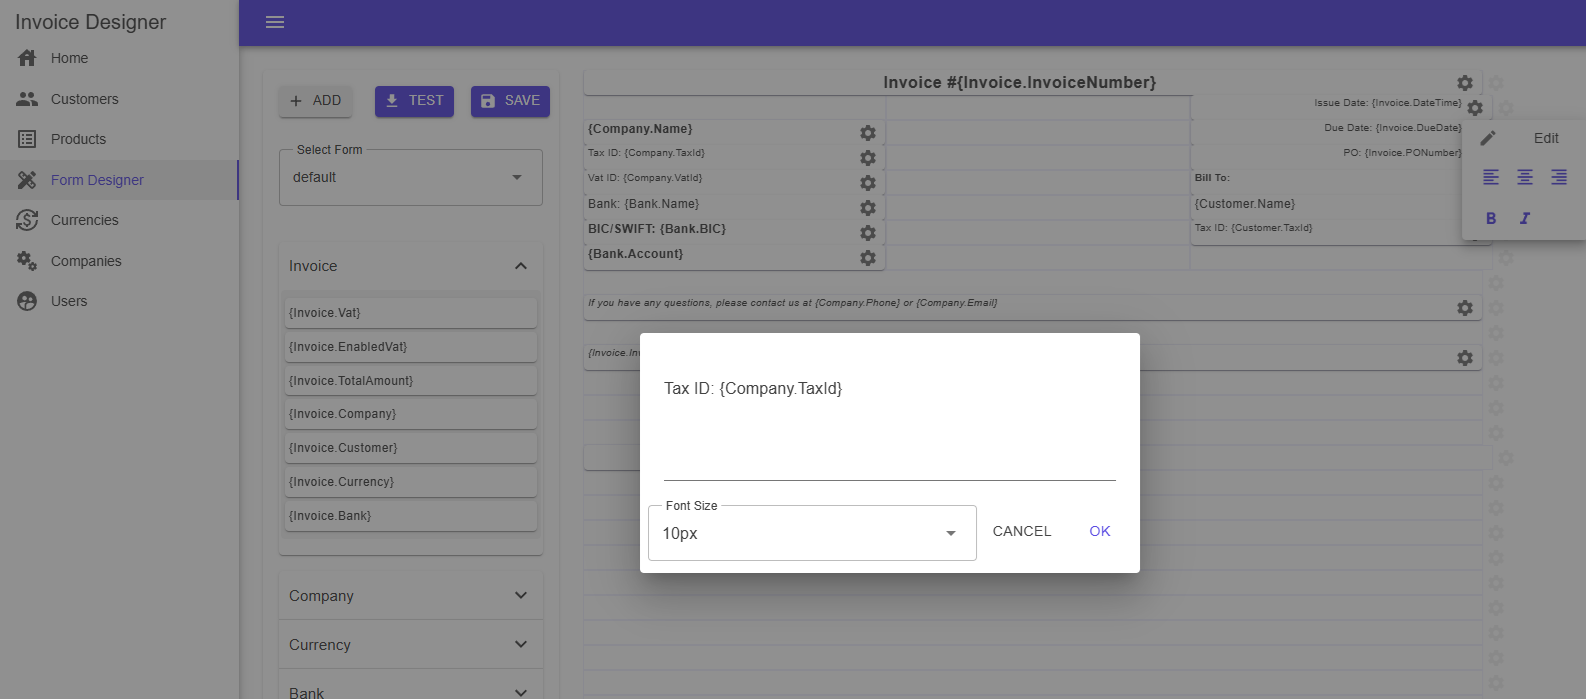 Invoice Designer
Home
Customers
Products
Form Designer
Currencies
Companies
Users
ADD
TEST
SAVE
Select Form
default
Invoice
{Invoice.Vat}
{Invoice.EnabledVat}
{Invoice.TotalAmount}
{Invoice.Company}
{Invoice.Customer}
{Invoice.Currency}
{Invoice.Bank}
Company
Currency
Bank
Invoice #{Invoice.InvoiceNumber}
Issue Date: {Invoice.DateTime}
{Company.Name}
Due Date: {Invoice.DueDate}
Tax ID: {Company.TaxId}
PO: {Invoice.PONumber}
Vat ID: {Company.VatId}
Bill To:
Bank: {Bank.Name}
{Customer.Name}
BIC/SWIFT: {Bank.BIC}
Tax ID: {Customer.TaxId}
{Bank.Account}
If you have any questions, please contact us at {Company.Phone} or {Company.Email}
Edit
B I
Tax ID: {Company.TaxId}
Font Size
10px
CANCEL
OK